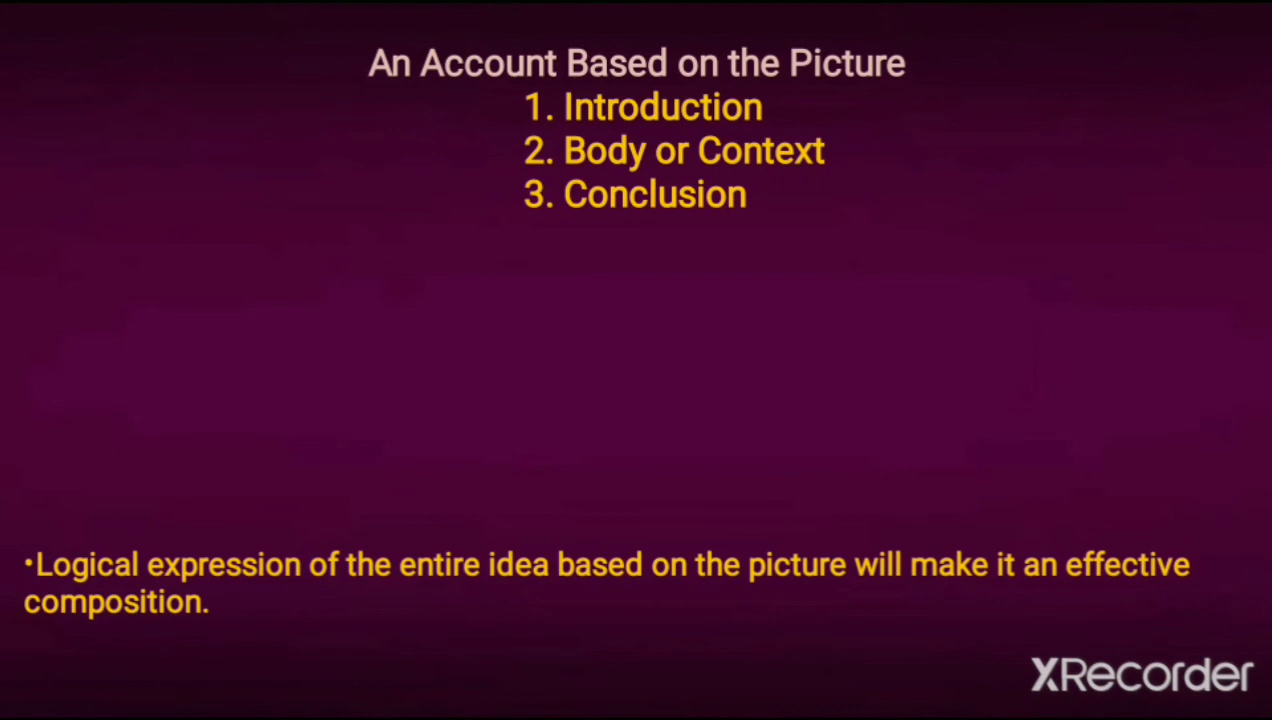 An Account Based on the Picture
1. Introduction
2. Body or Context
3. Conclusion
•Logical expression of the entire idea based on the picture will make it an effective
composition.
XRecorder